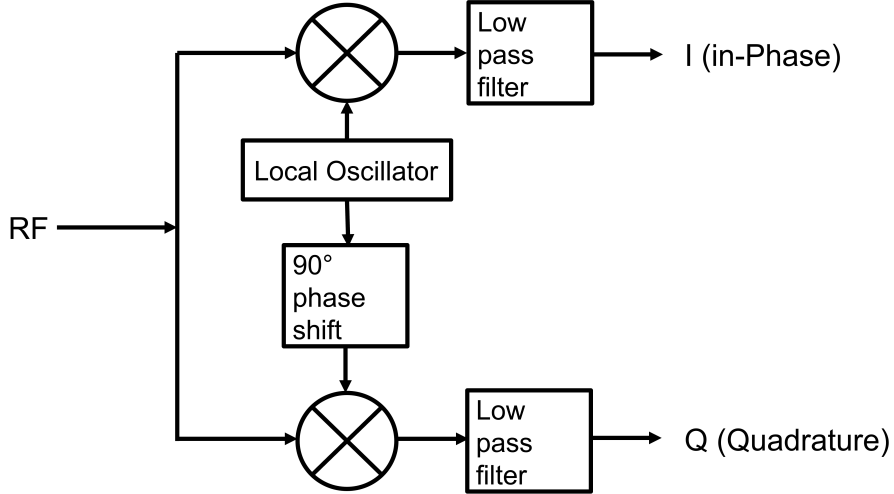 Low
pass
filter
I (in-Phase)
Local Oscillator
RF
90°
phase
shift
Low
pass
filter
Q (Quadrature)